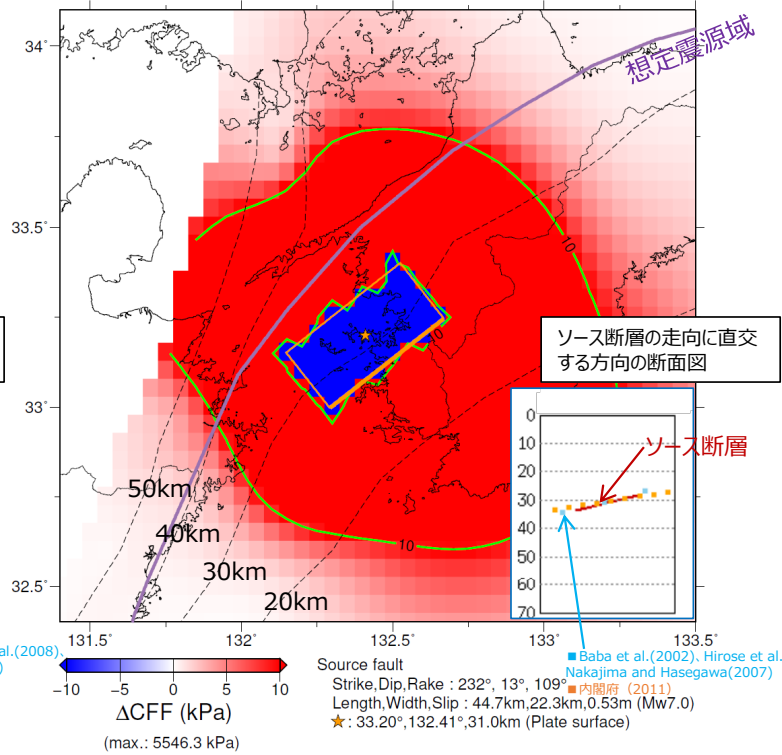 34°
33.5°
33°
32.5°
想定震源域
10
10
10
50km
40km
30km
20km
ソース断層の走向に直交
する方向の断面図
0
10
20
30
40
50
60
70
ソース断層
131.5°
132°
132.5°
133°
133.5°
al.(2008)、
)
−10
−5
0
5
10
ΔCFF (kPa)
(max.: 5546.3 kPa)
Source fault
Strike,Dip,Rake : 232°, 13°, 109°
Length,Width,Slip : 44.7km,22.3km,0.53m (Mw7.0)
: 33.20°,132.41°,31.0km (Plate surface)
Baba et al.(2002)、Hirose et al.
Nakajima and Hasegawa(2007)
内閣府（2011）